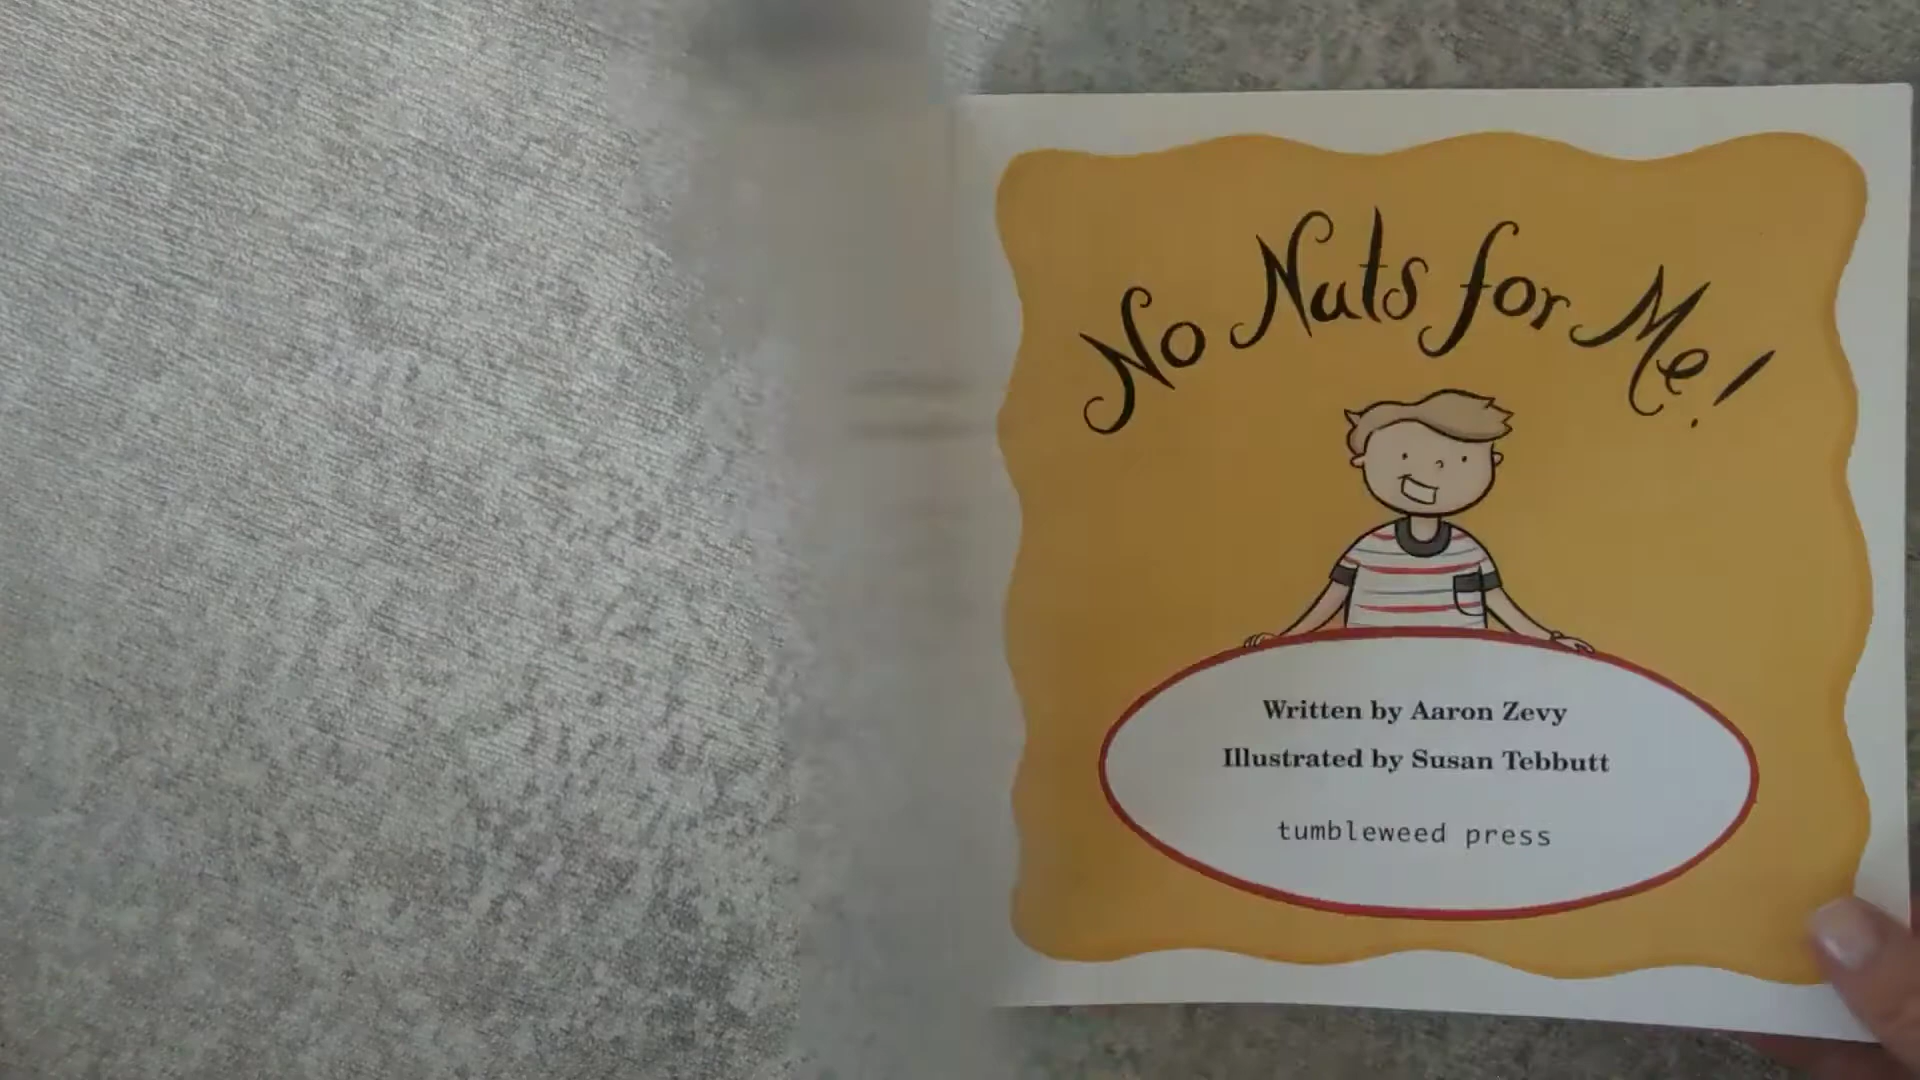 No Nuts for Me!
Written by Aaron Zevy
Illustrated by Susan Tebbutt
tumbleweed press